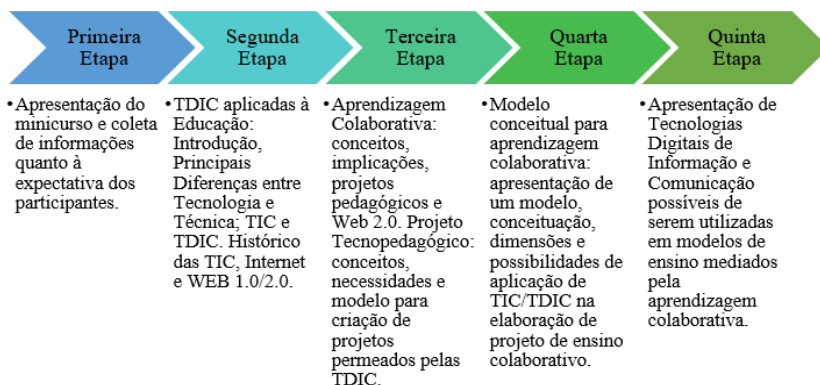 Primeira
Etapa
•Apresentação do
minicurso e coleta
de informações
quanto à
expectativa dos
participantes.
Segunda
Etapa
•TDIC aplicadas à
Educação:
Introdução,
Principais
Diferenças entre
Tecnologia e
Técnica; TIC e
TDIC. Histórico
das TIC, Internet
e WEB 1.0/2.0.
Terceira
Etapa
•Aprendizagem
Colaborativa:
conceitos,
implicações,
projetos
pedagógicos e
Web 2.0. Projeto
Tecnopedagógico:
conceitos,
necessidades e
modelo para
criação de
projetos
permeados pelas
TDIC.
Quarta
Etapa
•Modelo
conceitual para
aprendizagem
colaborativa:
apresentação de
um modelo,
conceituação,
dimensões e
possibilidades de
aplicação de
TIC/TDIC na
elaboração de
projeto de ensino
colaborativo.
Quinta
Etapa
•Apresentação de
Tecnologias
Digitais de
Informação e
Comunicação
possíveis de
serem utilizadas
em modelos de
ensino mediados
pela
aprendizagem
colaborativa.